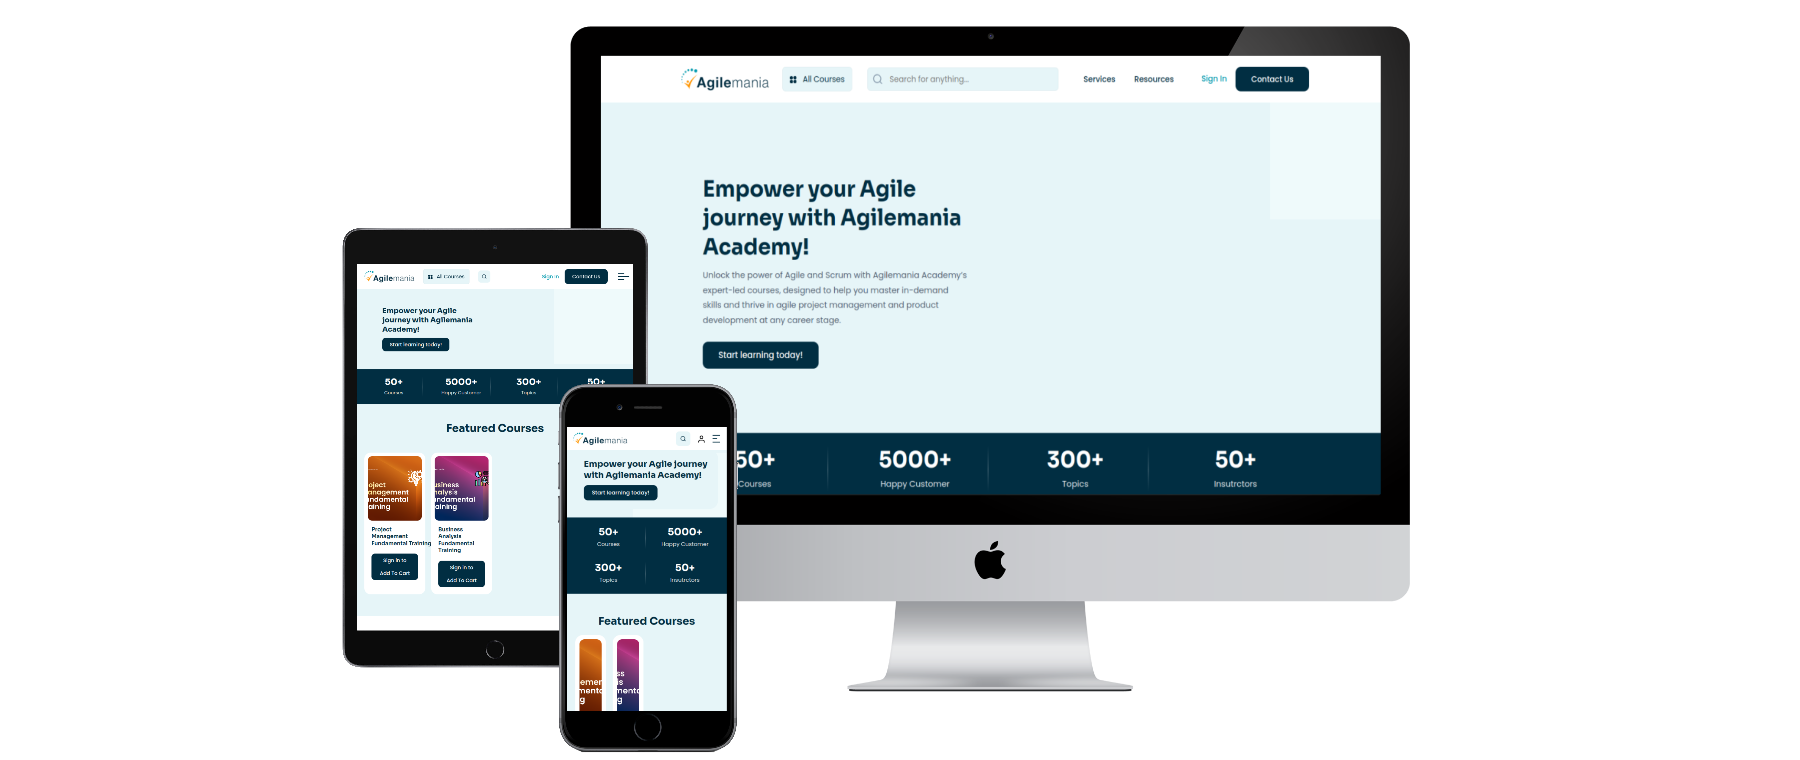 Agilemania
All Courses
Search for anything...
Services
Resources
Sign In
Contact Us
Empower your Agile
journey with Agilemania
Academy!
Unlock the power of Agile and Scrum with Agilemania Academy's
expert-led courses, designed to help you master in-demand
skills and thrive in agile project management and product
development at any career stage.
Start learning today!
50+
5000+
300+
50+
Courses
Happy Customer
Topics
Insutrctors
Agilemania
All Courses
Sign In
Contact Us
Empower your Agile
journey with Agilemania
Academy!
Start learning today!
50+
5000+
300+
50+
Courses
Happy Customer
Topics
Featured Courses
oject
anagement
undamental
aining
usiness
nalysis
undamental
aining
Project
Management
Fundamental Training
Sign in to
Add To Cart
Business
Analysis
Fundamental
Training
Sign in to
Add To Cart
Agilemania
Empower your Agile journey
with Agilemania Academy!
Start learning today!
50+
5000+
Courses
Happy Customer
300+
50+
Topics
Insutrctors
Featured Courses
emen
mento
g
ss
is
mento
g